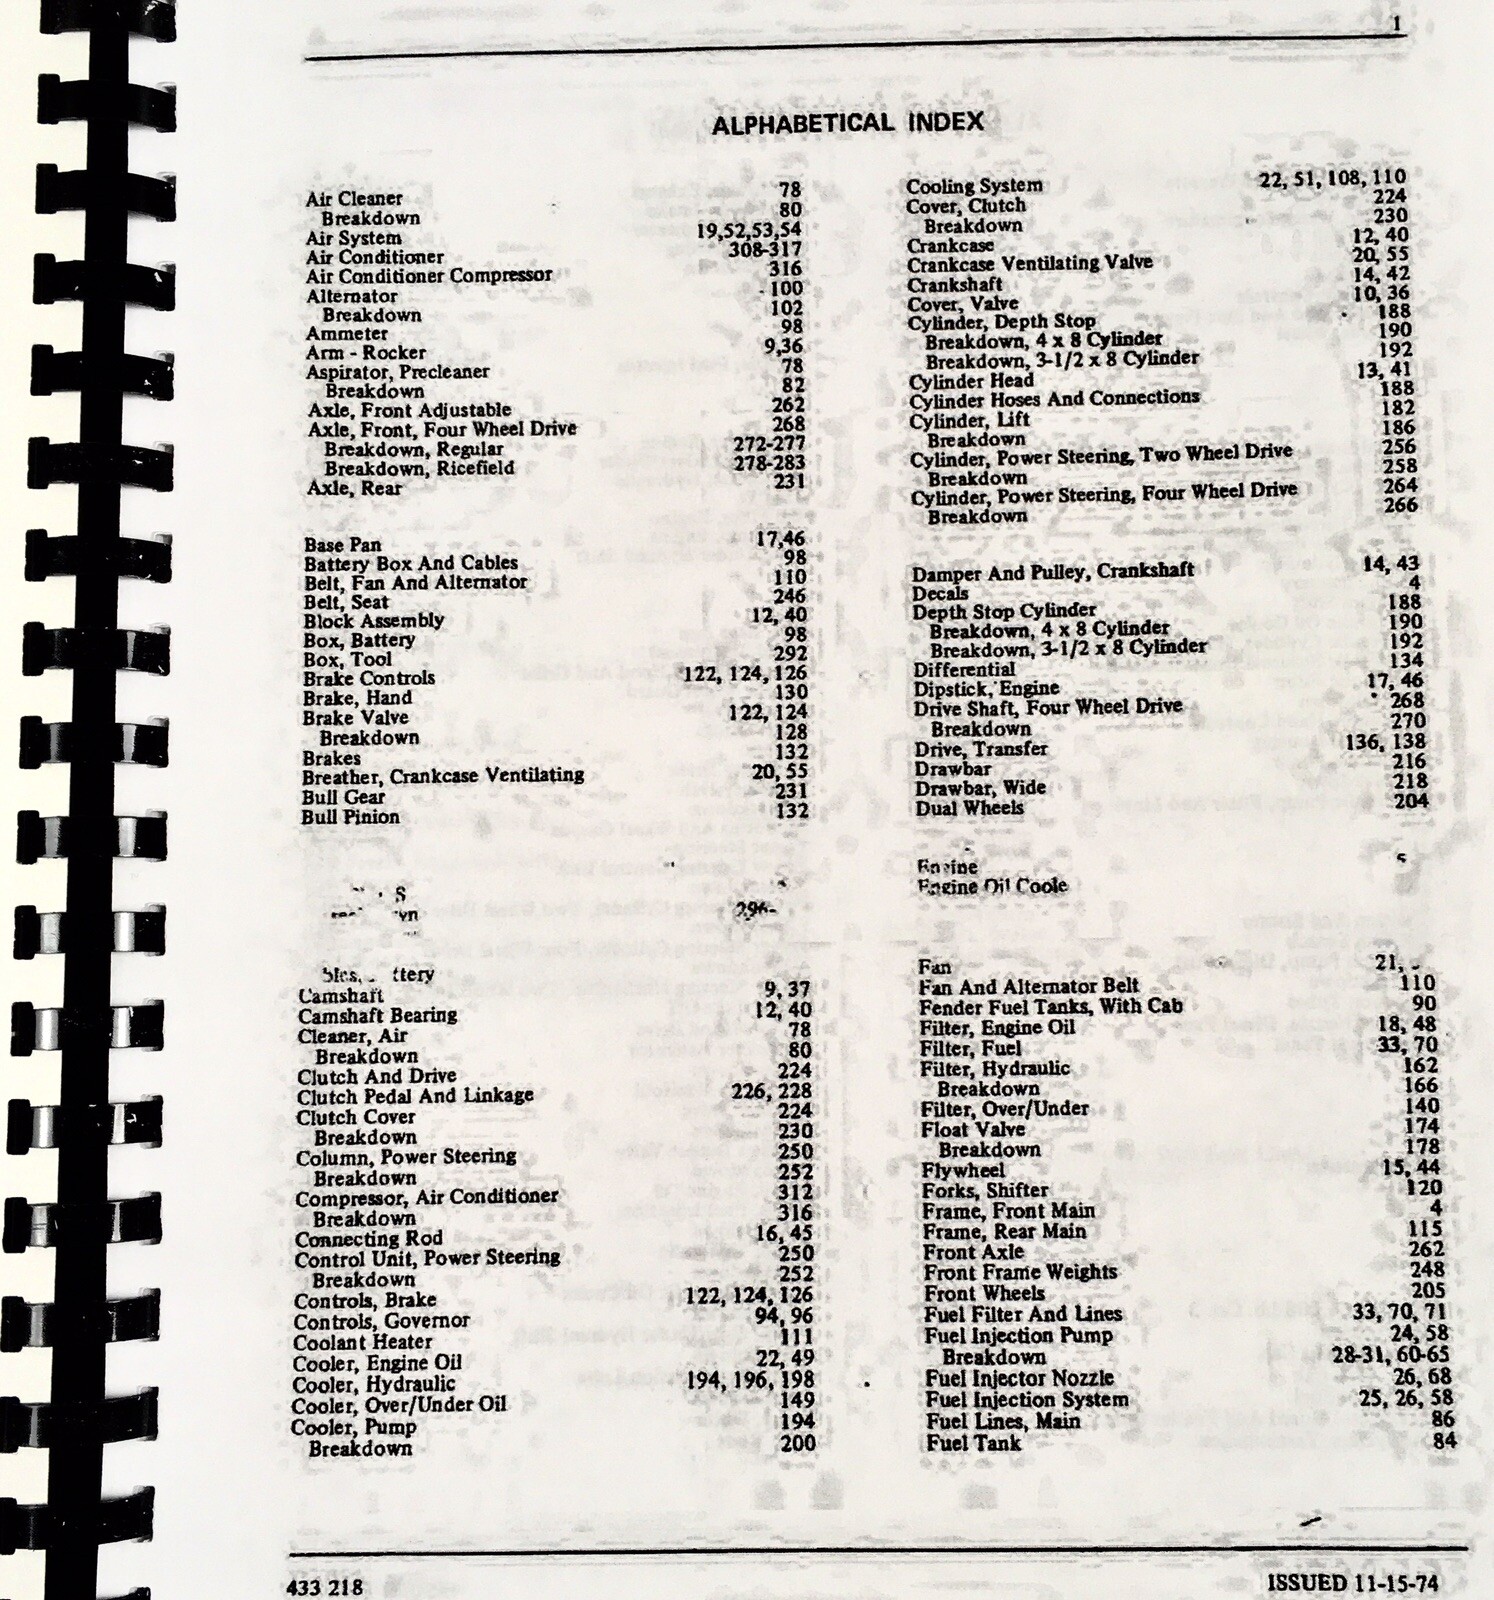 1
ALPHABETICAL INDEX
Air Cleaner 78
Breakdown 80
Air System 19,52,53,54
Air Conditioner 308-317
Air Conditioner Compressor 316
Alternator 100
Breakdown 102
Ammeter 98
Arm - Rocker 9,36
Aspirator, Precleaner 78
Breakdown 82
Axle, Front Adjustable 262
Axle, Front, Four Wheel Drive 268
Breakdown, Regular 272-277
Breakdown, Ricefield 278-283
Axle, Rear 231
Base Pan 17,46
Battery Box And Cables 98
Belt, Fan And Alternator 110
Belt, Seat 246
Block Assembly 12, 40
Box, Battery 98
Box, Tool 292
Brake Controls 122, 124, 126
Brake, Hand 130
Brake Valve 122, 124
Breakdown 128
Brakes 132
Breather, Crankcase Ventilating 20, 55
Bull Gear 231
Bull Pinion 132
296-
Camshaft 9, 37
Camshaft Bearing 12, 40
Cleaner, Air 78
Breakdown 80
Clutch And Drive 224
Clutch Pedal And Linkage 226, 228
Clutch Cover 224
Breakdown 230
Column, Power Steering 250
Breakdown 252
Compressor, Air Conditioner 312
Breakdown 316
Connecting Rod 16, 45
Control Unit, Power Steering 250
Breakdown 252
Controls, Brake 122, 124, 126
Controls, Governor 94, 96
Coolant Heater 111
Cooler, Engine Oil 22, 49
Cooler, Hydraulic 194, 196, 198
Cooler, Over/Under Oil 149
Cooler, Pump 194
Breakdown 200
Cooling System 22, 51, 108, 110
Cover, Clutch 224
Breakdown 230
Crankcase 12, 40
Crankcase Ventilating Valve 20, 55
Crankshaft 14, 42
Cover, Valve 10, 36
Cylinder, Depth Stop 188
Breakdown, 4 x 8 Cylinder 190
Breakdown, 3-1/2 x 8 Cylinder 192
Cylinder Head 13, 41
Cylinder Hoses And Connections 188
Cylinder, Lift 182
Breakdown 186
Cylinder, Power Steering, Two Wheel Drive 256
Breakdown 258
Cylinder, Power Steering, Four Wheel Drive 264
Breakdown 266
Damper And Pulley, Crankshaft 14, 43
Decals 4
Depth Stop Cylinder 188
Breakdown, 4 x 8 Cylinder 190
Breakdown, 3-1/2 x 8 Cylinder 192
Differential 134
Dipstick, Engine 17, 46
Drive Shaft, Four Wheel Drive 268
Breakdown 270
Drive, Transfer 136, 138
Drawbar 216
Drawbar, Wide 218
Dual Wheels 204
Engine
Engine Oil Coole
Fan 21,
Fan And Alternator Belt 110
Fender Fuel Tanks, With Cab 90
Filter, Engine Oil 18, 48
Filter, Fuel 33, 70
Filter, Hydraulic 162
Breakdown 166
Filter, Over/Under 140
Float Valve 174
Breakdown 178
Flywheel 15, 44
Forks, Shifter 120
Frame, Front Main 4
Frame, Rear Main 115
Front Axle 262
Front Frame Weights 248
Front Wheels 205
Fuel Filter And Lines 33, 70, 71
Fuel Injection Pump 24, 58
Breakdown 28-31, 60-65
Fuel Injector Nozzle 26, 68
Fuel Injection System 25, 26, 58
Fuel Lines, Main 86
Fuel Tank 84
433 218
ISSUED 11-15-74